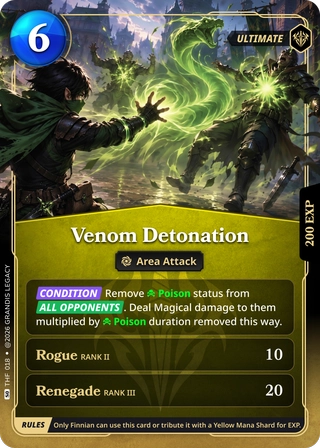 6
ULTIMATE
200 EXP
Venom Detonation
Area Attack
CONDITION Remove Poison status from
ALL OPPONENTS. Deal Magical damage to them
multiplied by Poison duration removed this way.
Rogue RANK II 10
Renegade RANK III 20
RULES Only Finnian can use this card or tribute it with a Yellow Mana Shard for EXP.
THF 018 • @2026 GRANDIS LEGACY